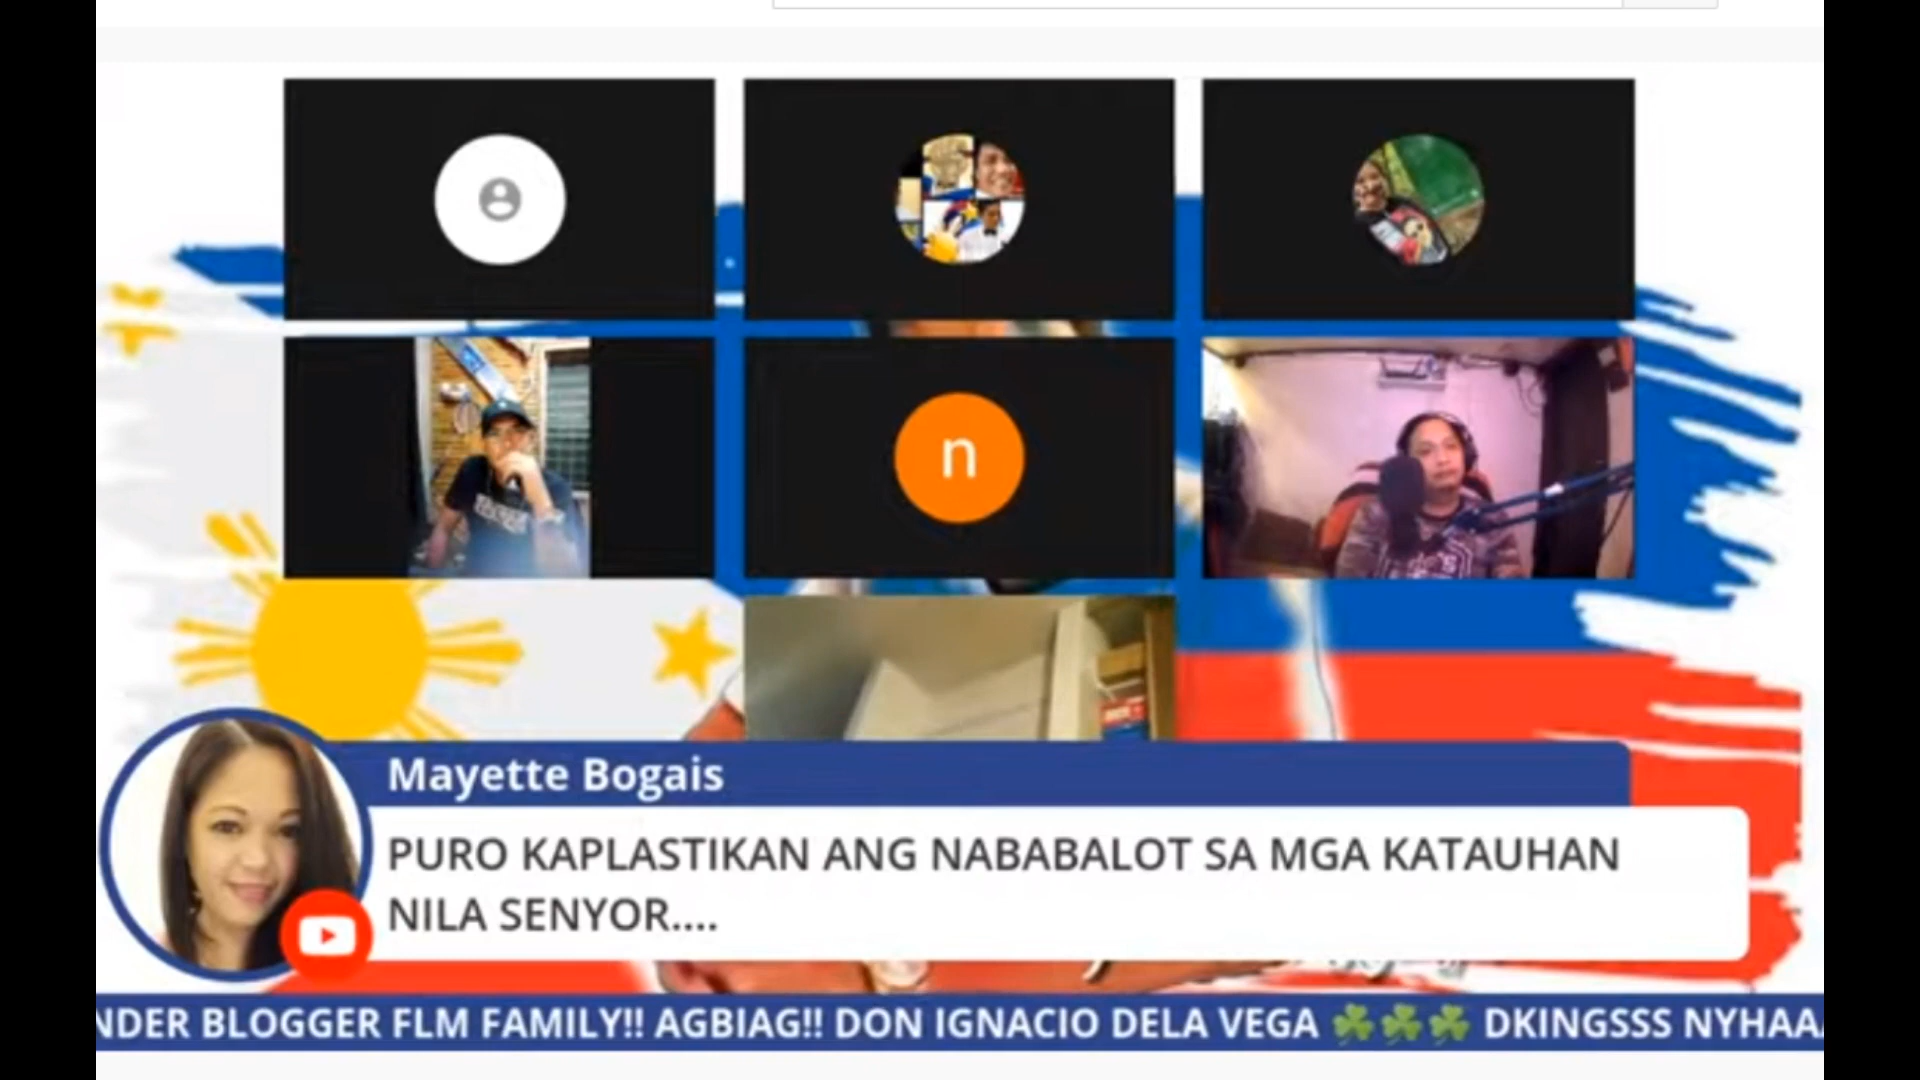 n
Mayette Bogais
PURO KAPLASTIKAN ANG NABABALOT SA MGA KATAUHAN
NILA SENYOR....
NDER BLOGGER FLM FAMILY!! AGBIAG!! DON IGNACIO DELA VEGA ☘☘☘ DKINGSSS NYHAAA